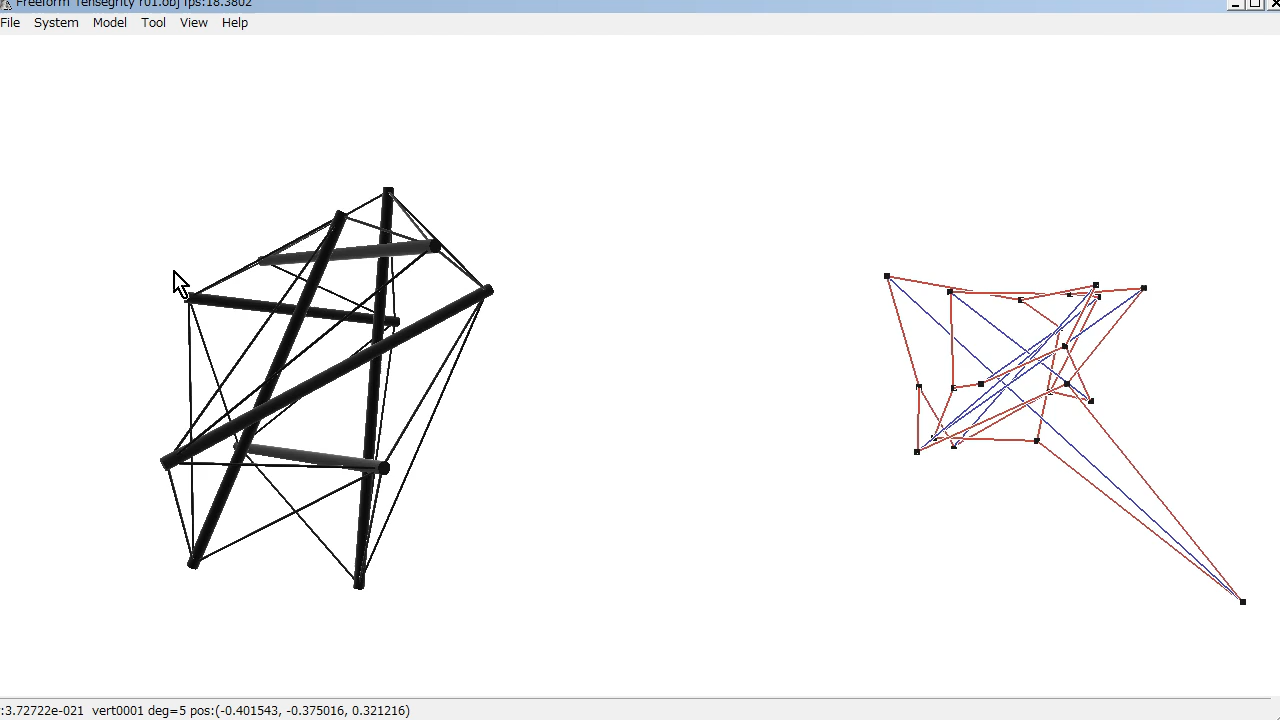 Freeform Tensegrity r01.obj fps:18.3802
File System Model Tool View Help
:3.72722e-021 vert0001 deg=5 pos:(-0.401543, -0.375016, 0.321216)